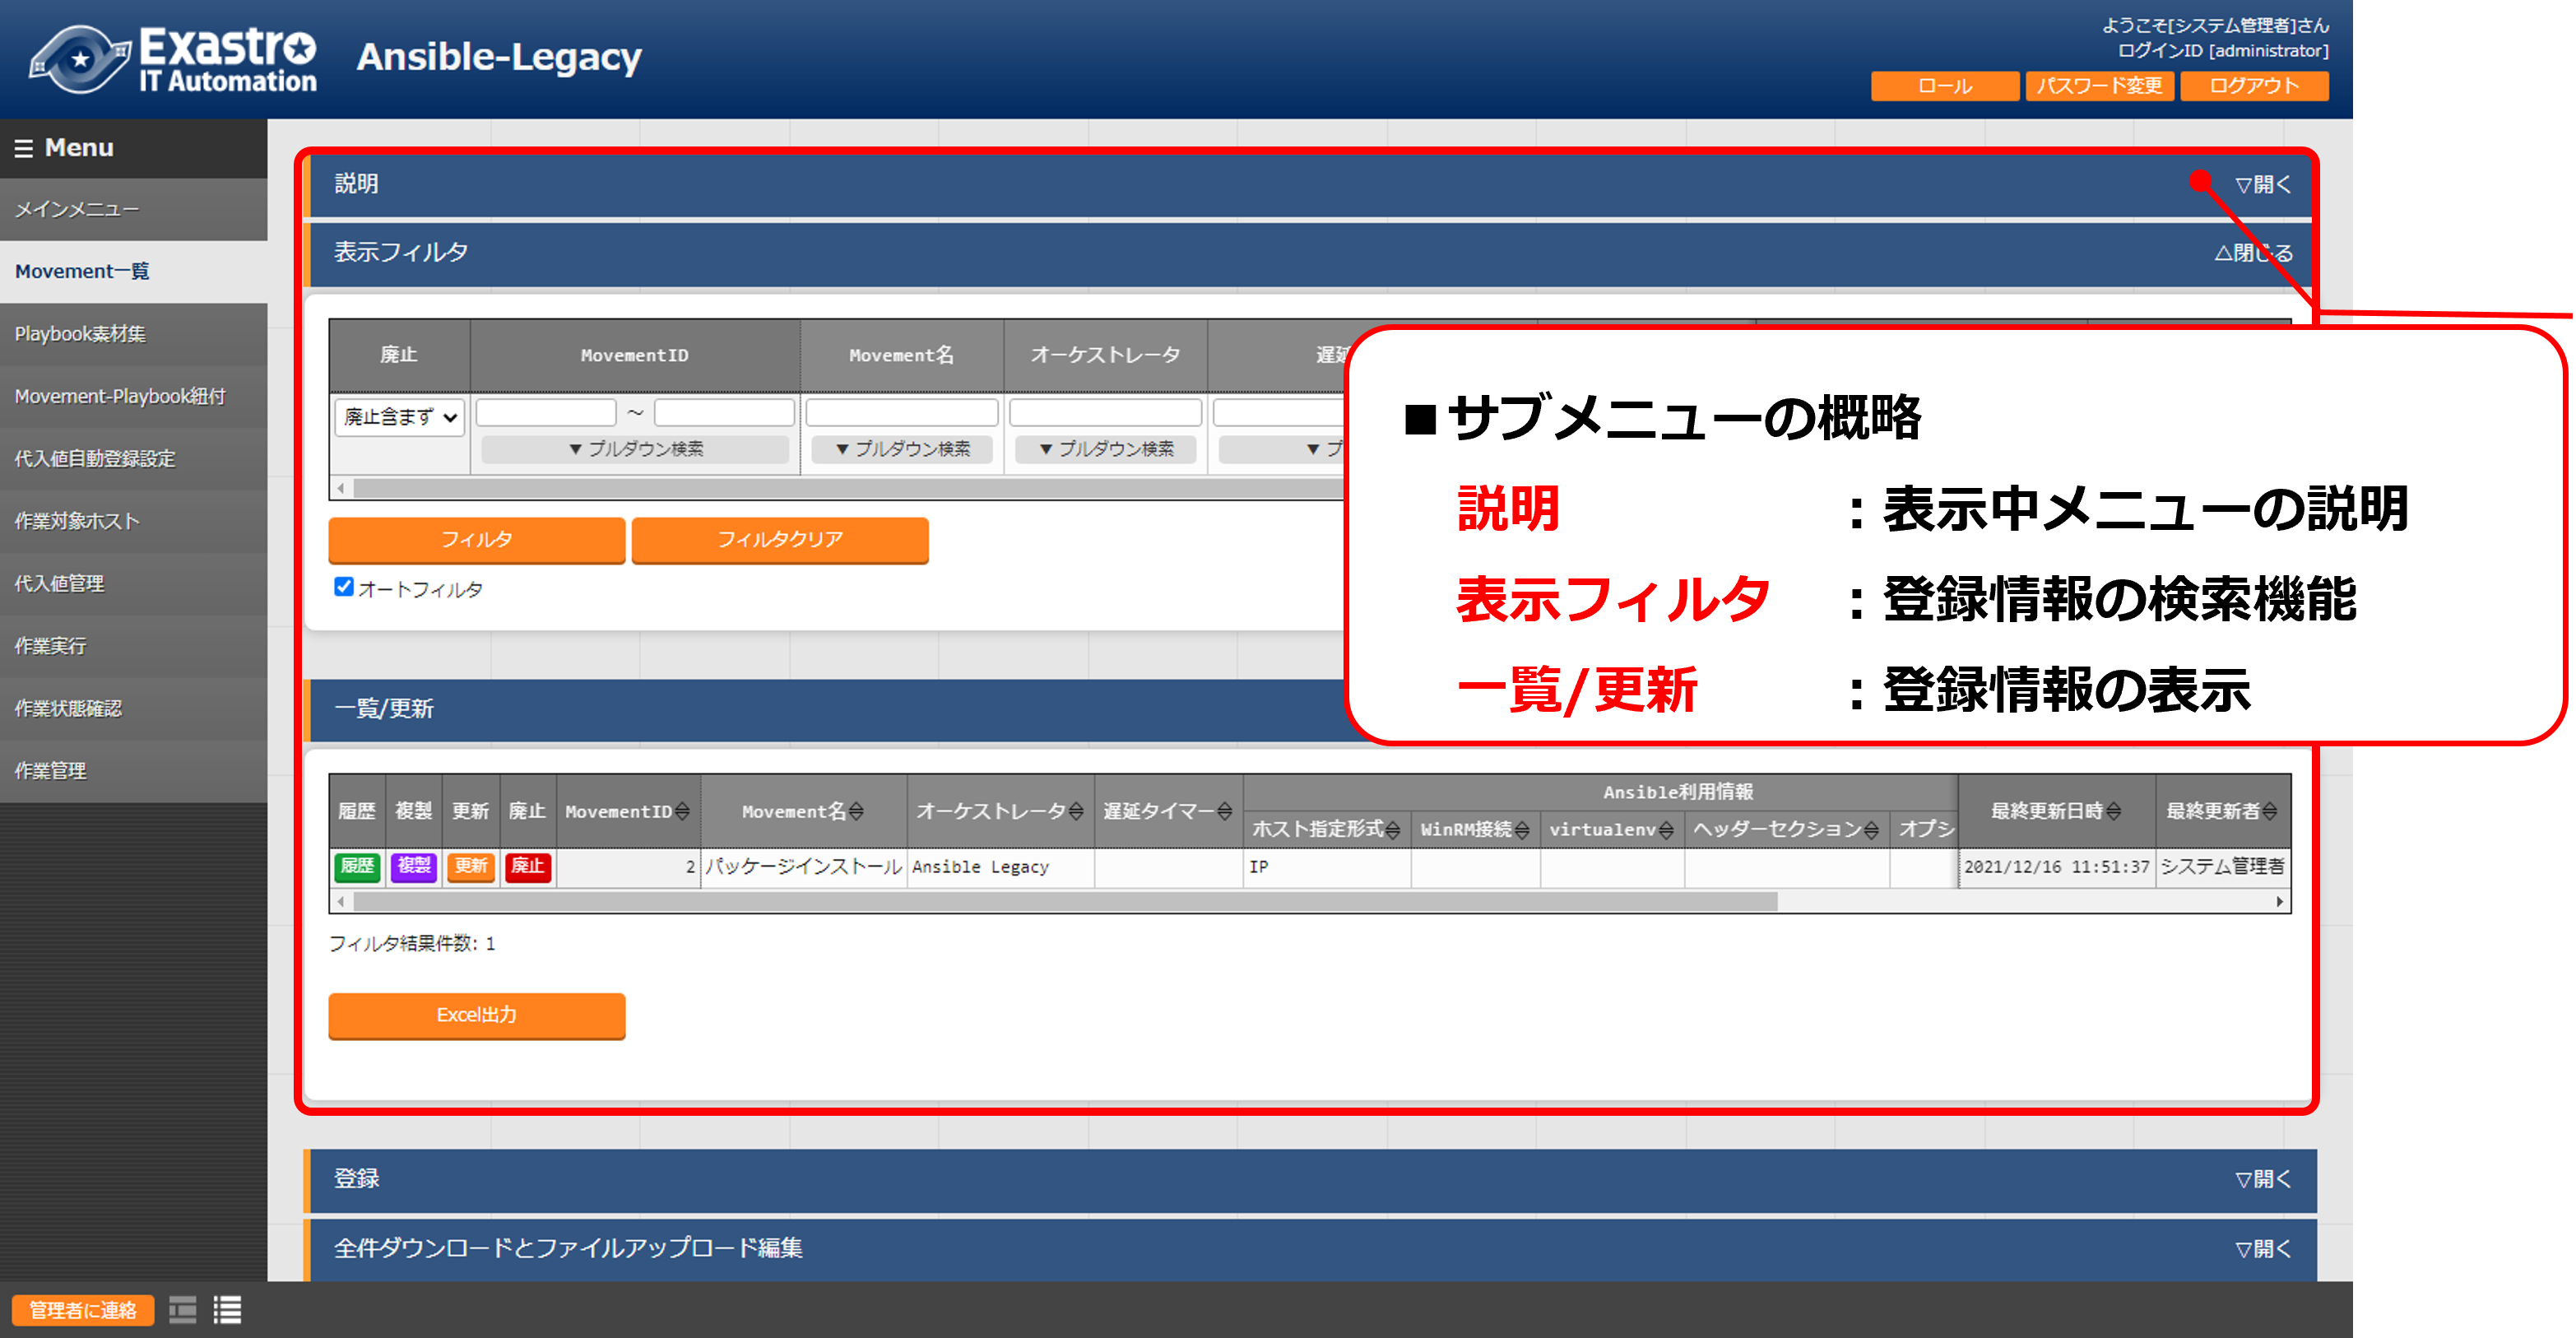 Exastro
IT Automation
Ansible-Legacy
ようこそ[システム管理者]さん
ログインID [administrator]
ロール
パスワード変更
ログアウト
Menu
メインメニュー
Movement一覧
Playbook素材集
Movement-Playbook紐付
代入値自動登録設定
作業対象ホスト
代入値管理
作業実行
作業状態確認
作業管理
説明
▽開く
表示フィルタ
△閉じる
廃止 MovementID Movement名 オーケストレータ
廃止含まず ～
▼プルダウン検索 ▼プルダウン検索 ▼プルダウン検索 ▼プ
フィルタ フィルタクリア
オートフィルタ
■サブメニューの概略
説明 ：表示中メニューの説明
表示フィルタ ：登録情報の検索機能
一覧/更新 ：登録情報の表示
一覧/更新
Ansible利用情報
履歴 複製 更新 廃止 MovementID Movement名 オーケストレータ 遅延タイマー ホスト指定形式 WinRM接続 virtualenv ヘッダーセクション オプシ 最終更新日時 最終更新者
履歴 複製 更新 廃止 2 パッケージインストール Ansible Legacy IP 2021/12/16 11:51:37 システム管理者
フィルタ結果件数: 1
Excel出力
登録
▽開く
全件ダウンロードとファイルアップロード編集
▽開く
管理者に連絡